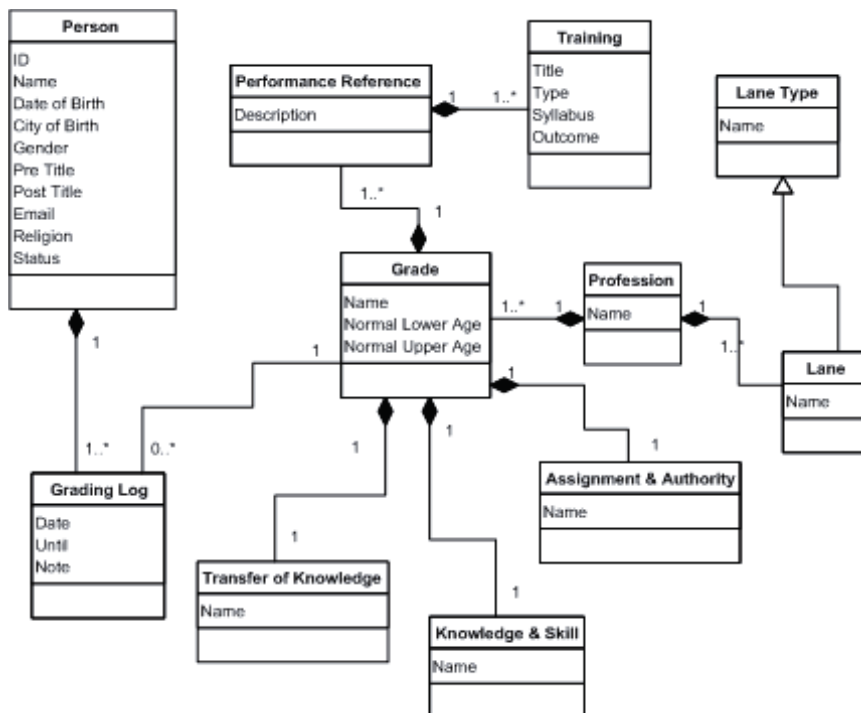 Person
ID
Name
Date of Birth
City of Birth
Gender
Pre Title
Post Title
Email
Religion
Status
1
1..*
Performance Reference
Description
1
1..*
Training
Title
Type
Syllabus
Outcome
Lane Type
Name
1..*
1
Grade
Name
Normal Lower Age
Normal Upper Age
1..*
1
Profession
Name
1
1..*
Lane
Name
1
0..*
Grading Log
Date
Until
Note
1
1
Transfer of Knowledge
Name
1
1
Knowledge & Skill
Name
1
1
Assignment & Authority
Name